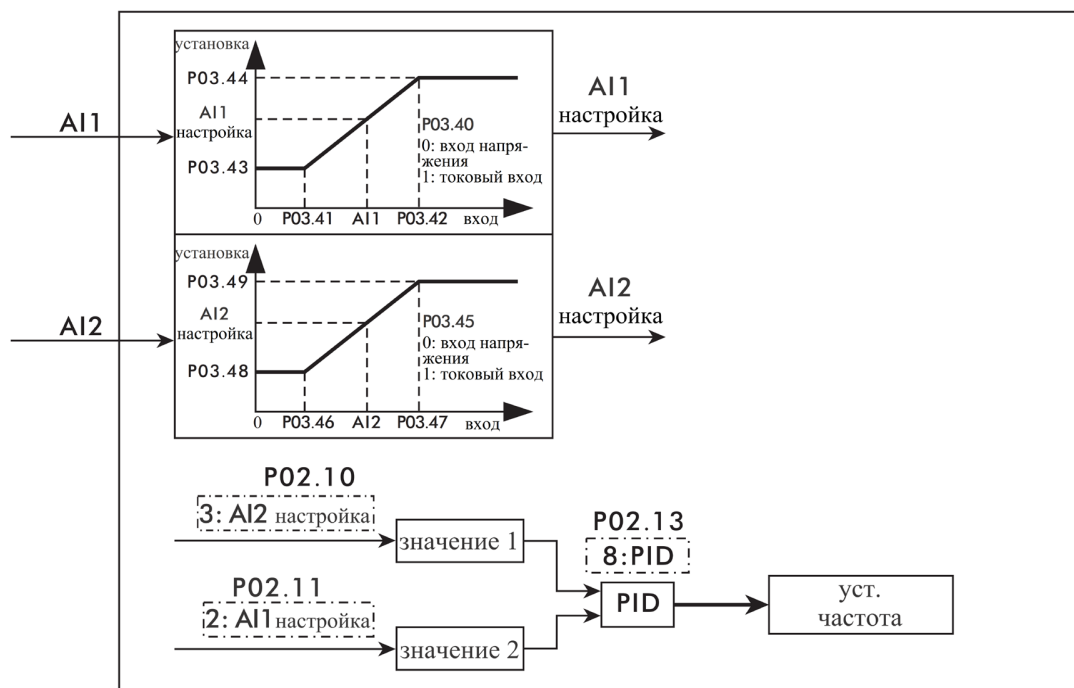 установка
P03.44
AI1
настройка
P03.43
AI1
P03.40
0: вход напря-
жения
1: токовый вход
0 P03.41 AI1 P03.42 вход
AI1
настройка
установка
P03.49
AI2
настройка
P03.48
AI2
P03.45
0: вход напря-
жения
1: токовый вход
0 P03.46 AI2 P03.47 вход
AI2
настройка
P02.10
3: AI2 настройка
значение 1
P02.13
8:PID
P02.11
2: AI1 настройка
значение 2
PID
уст.
частота